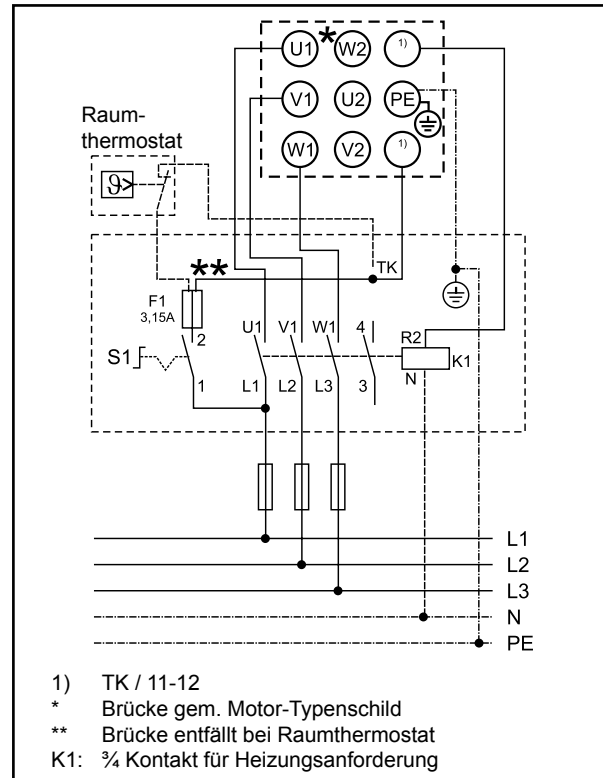 U1 * W2 1)
V1 U2 PE
W1 V2 1)
Raum-
thermostat
ϑ>
**
TK
F1
3,15A
2
U1 V1 W1 4
R2
S1
K1
N
1 L1 L2 L3 3
L1
L2
L3
N
PE
1) TK / 11-12
* Brücke gem. Motor-Typenschild
** Brücke entfällt bei Raumthermostat
K1: ¾ Kontakt für Heizungsanforderung